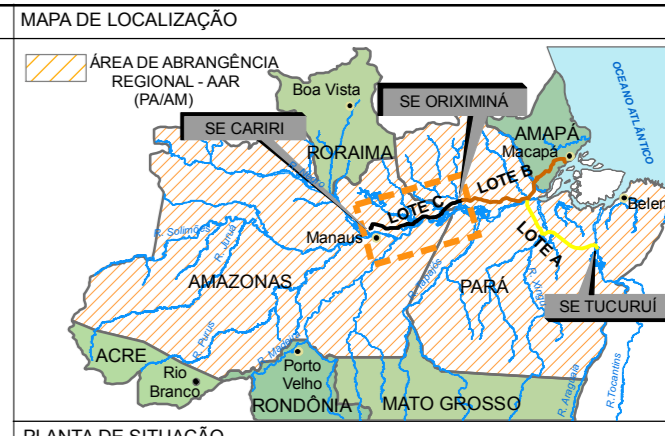 MAPA DE LOCALIZAÇÃO
ÁREA DE ABRANGÊNCIA
REGIONAL - AAR
(PA/AM)
Boa Vista
SE ORIXIMINÁ
OCEANO ATLÂNTICO
SE CARIRI
RORAIMA
AMAPÁ
Macapá
LOTE B
LOTE C
Belem
R. Solimões
R. Juruá
Manaus
LOTE A
R. Tapajós
AMAZONAS
PARÁ
R. Xingu
SE TUCURUÍ
R. Purus
R. Madeira
ACRE
Rio
Branco
Porto
Velho
RONDÔNIA
MATO GROSSO
R. Araguaia
R.Tocantins
PLANTA DE SITUAÇÃO